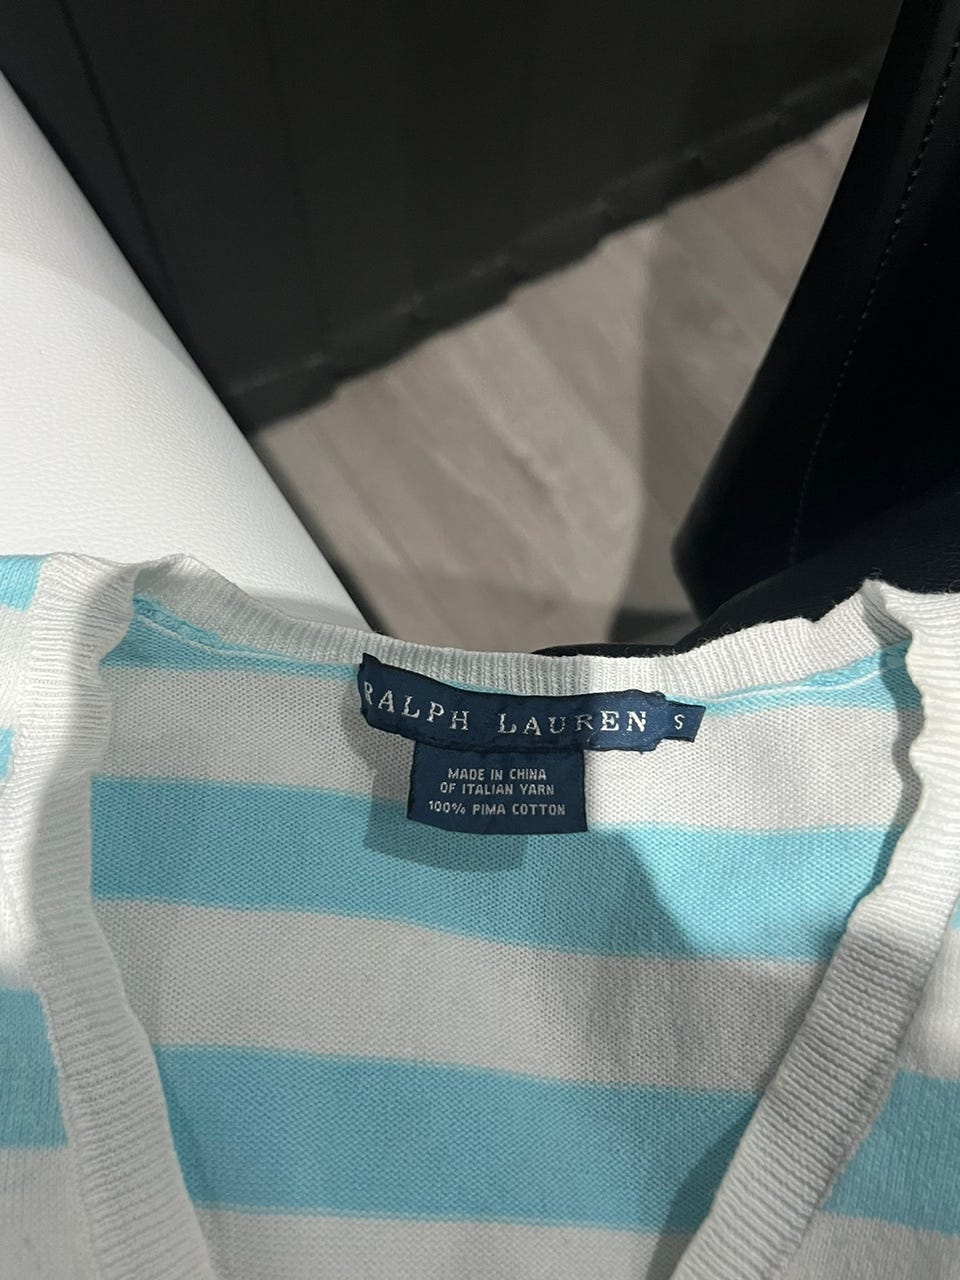 RALPH LAUREN S
MADE IN CHINA
OF ITALIAN YARN
100% PIMA COTTON